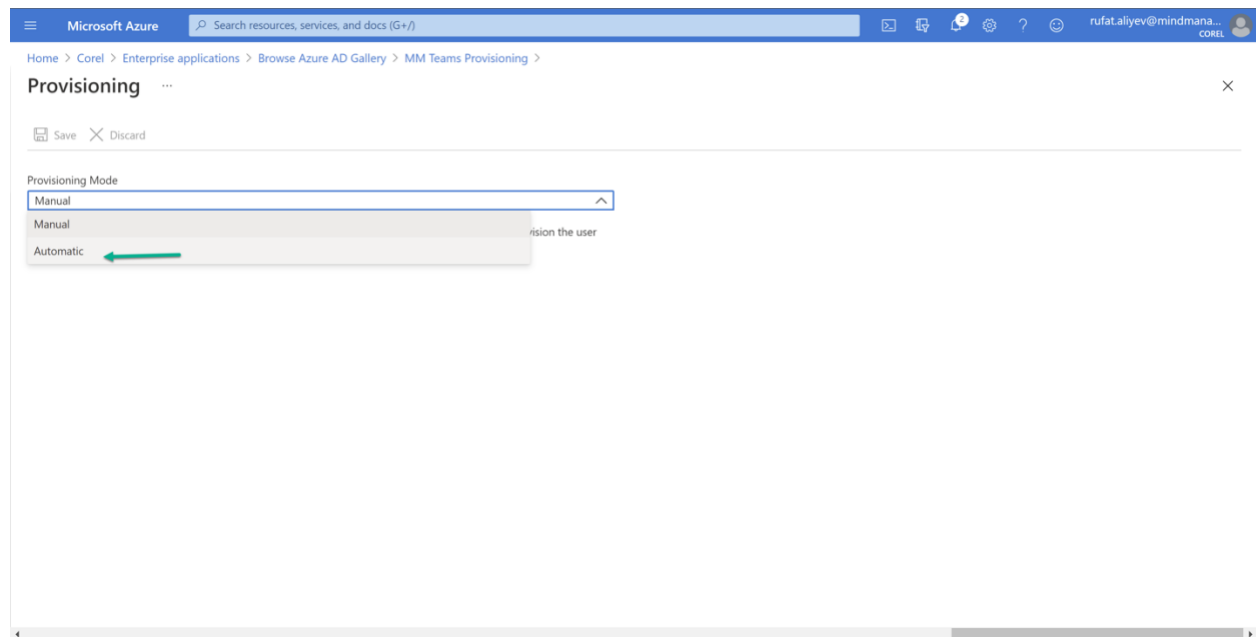 Microsoft Azure
Search resources, services, and docs (G+/)
2
?
rufat.aliyev@mindmana...
COREL
Home > Corel > Enterprise applications > Browse Azure AD Gallery > MM Teams Provisioning >
Provisioning ...
Save Discard
Provisioning Mode
Manual
Manual
vision the user
Automatic